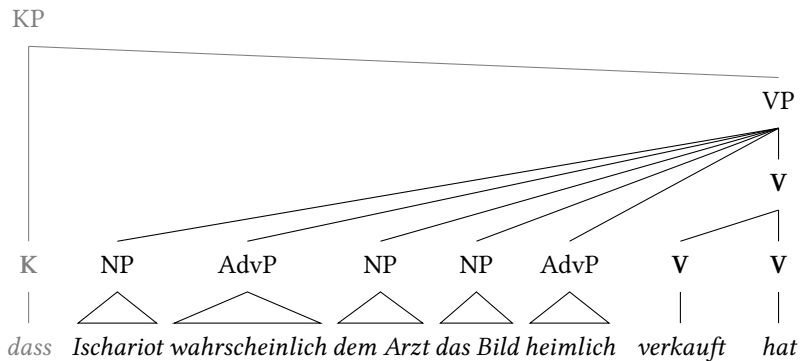 KP
VP
V
K NP AdvP NP NP AdvP V V
dass Ischariot wahrscheinlich dem Arzt das Bild heimlich verkauft hat